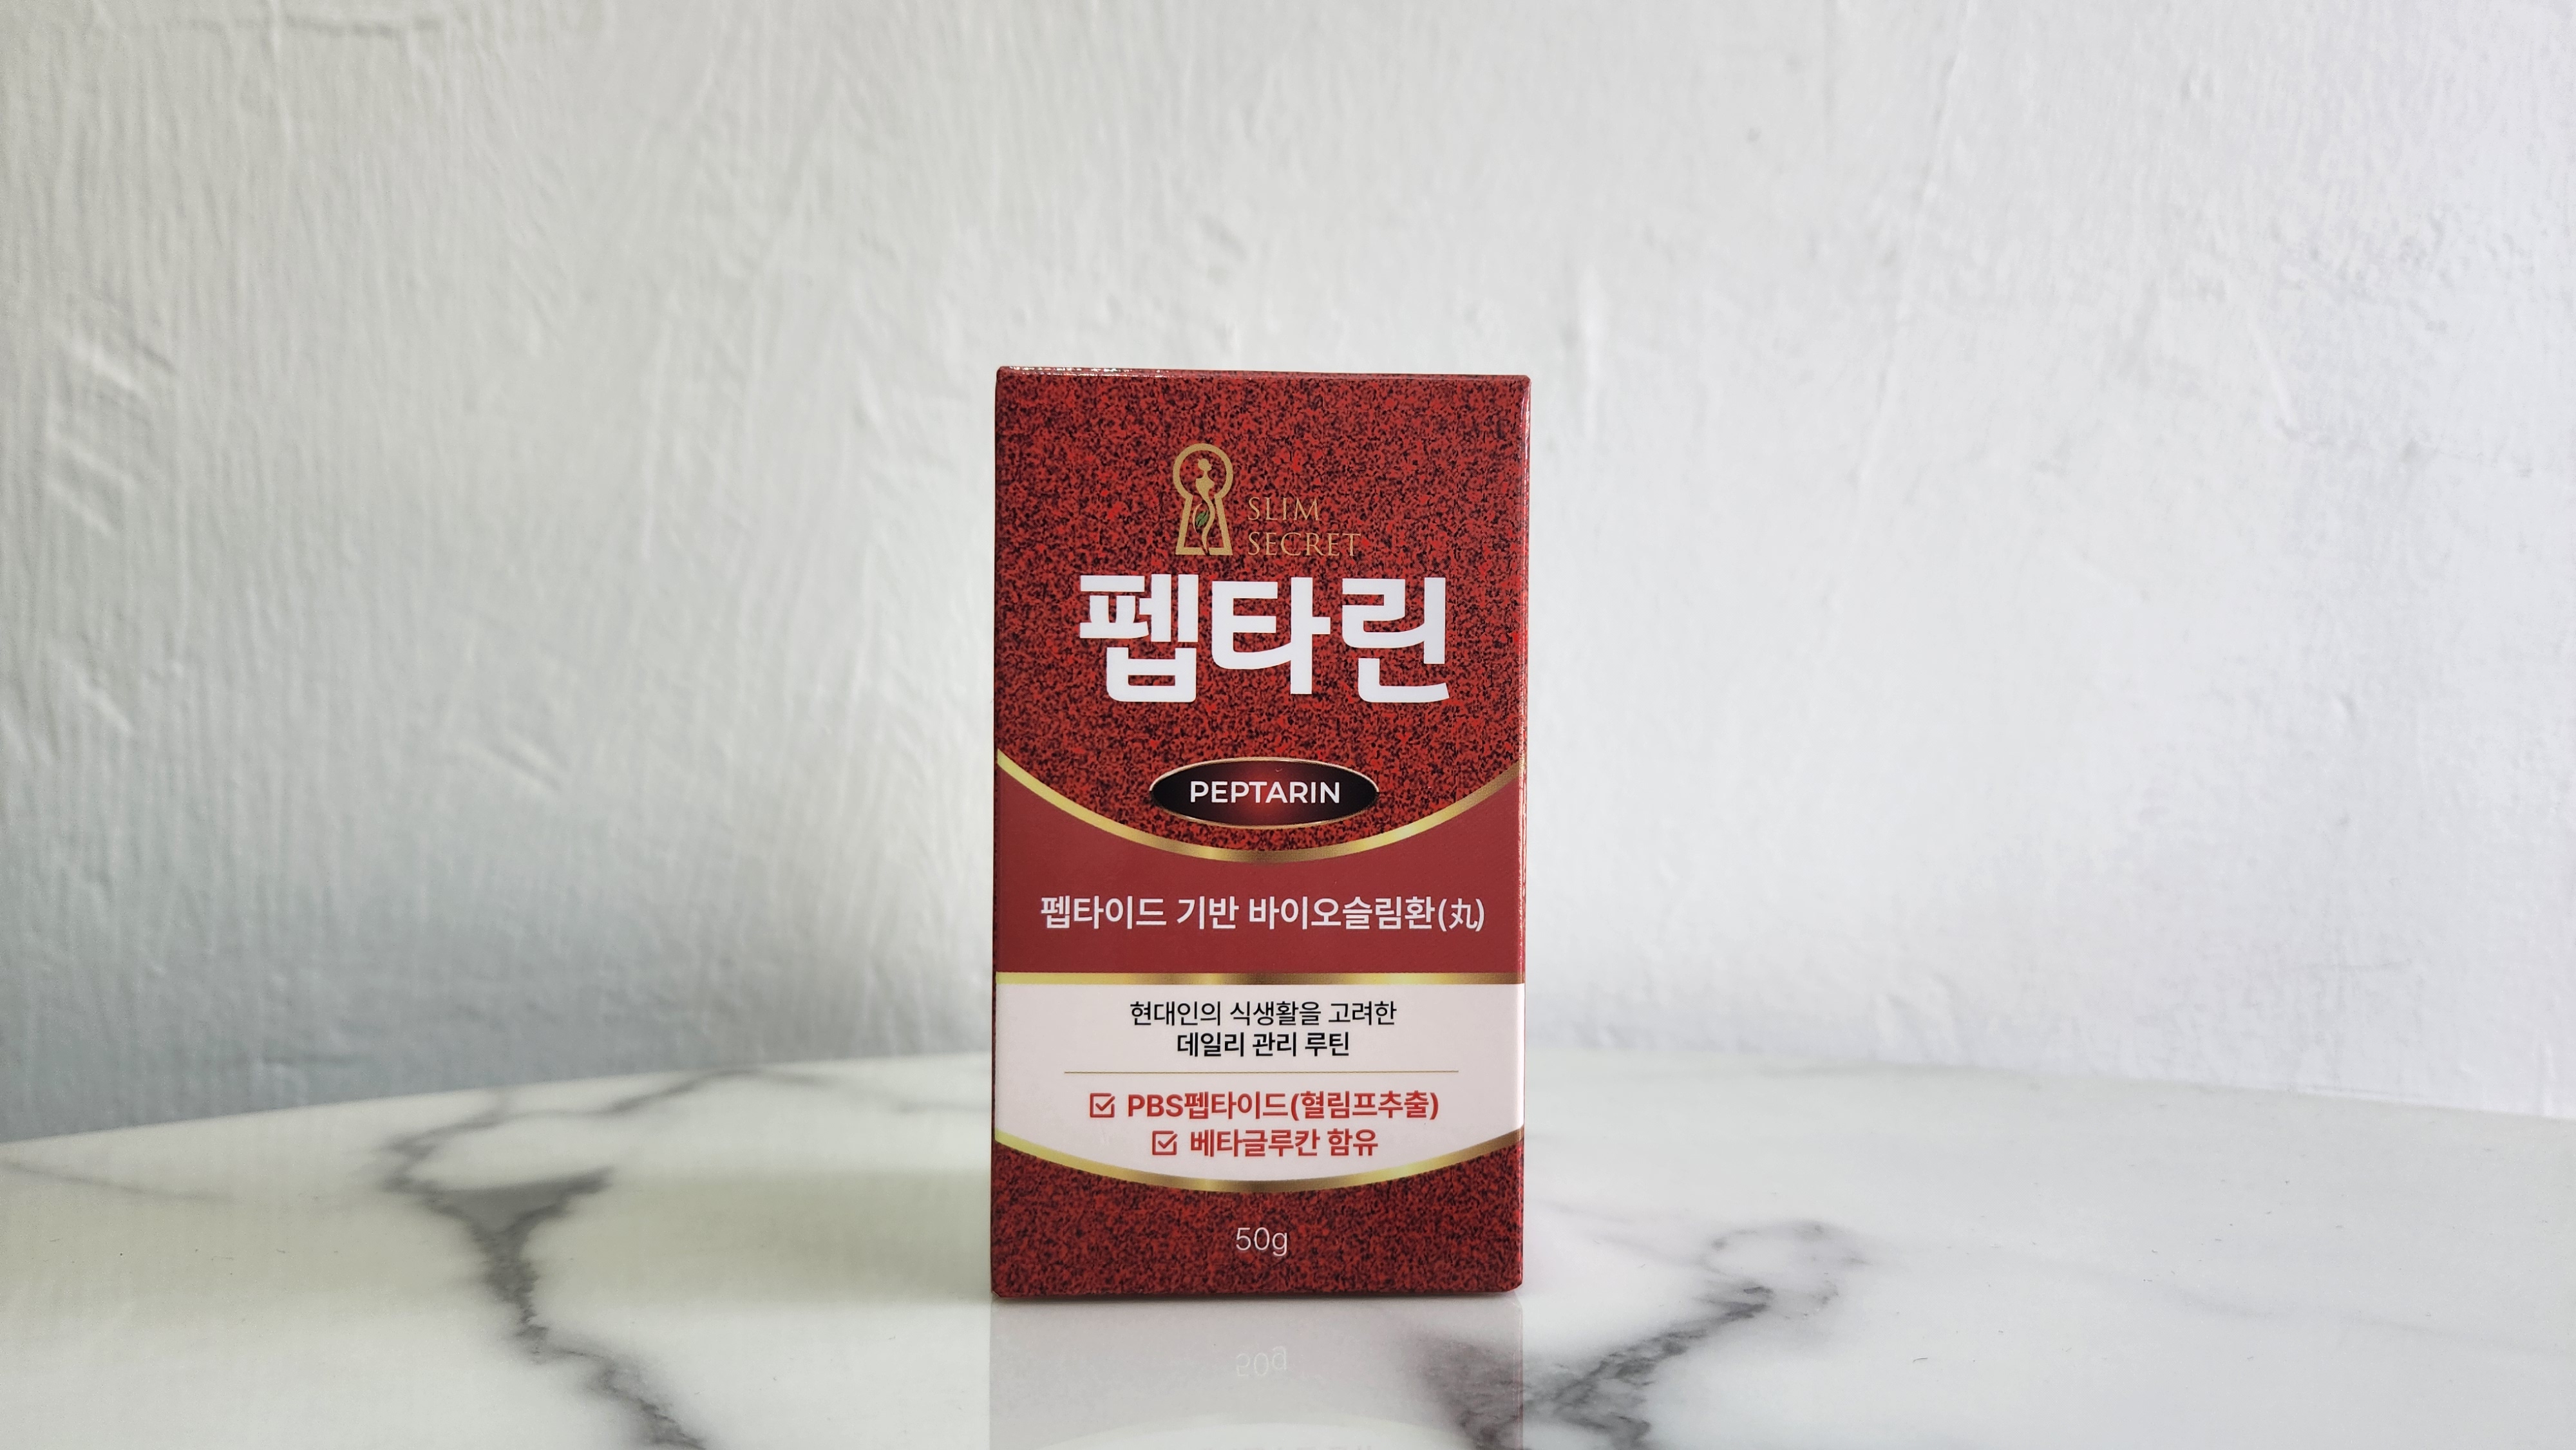 SLIM
SECRET
펩타린
PEPTARIN
펩타이드 기반 바이오슬림환(丸)
현대인의 식생활을 고려한
데일리 관리 루틴
PBS펩타이드(혈림프추출)
베타글루칸 함유
50g